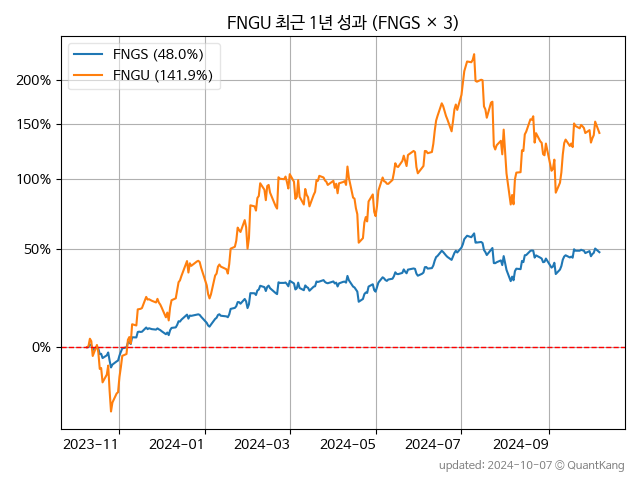 FNGU 최근 1년 성과 (FNGS × 3)
FNGS (48.0%)
FNGU (141.9%)
200%
150%
100%
50%
0%
2023-11 2024-01 2024-03 2024-05 2024-07 2024-09
updated: 2024-10-07 © QuantKang